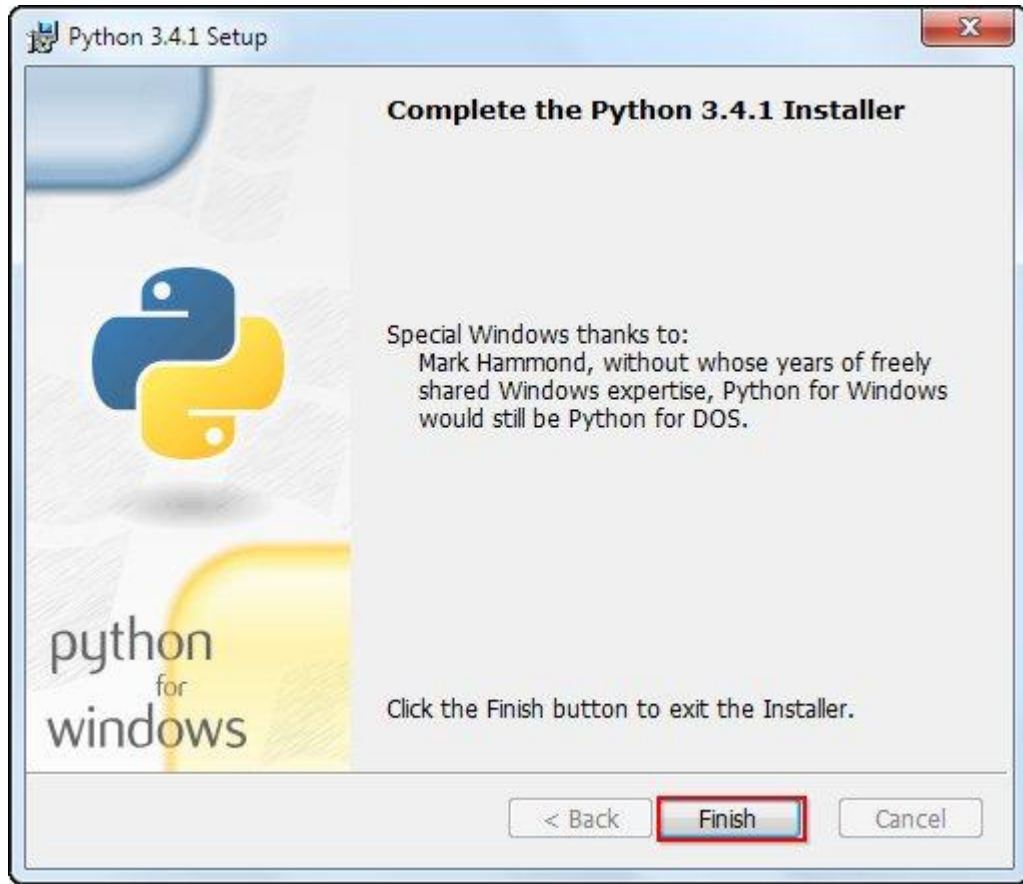 Python 3.4.1 Setup
Complete the Python 3.4.1 Installer
Special Windows thanks to:
Mark Hammond, without whose years of freely
shared Windows expertise, Python for Windows
would still be Python for DOS.
python
for
windows
Click the Finish button to exit the Installer.
< Back
Finish
Cancel